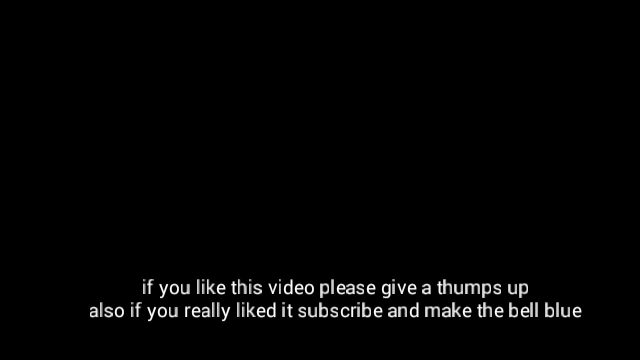 if you like this video please give a thumps up
also if you really liked it subscribe and make the bell blue